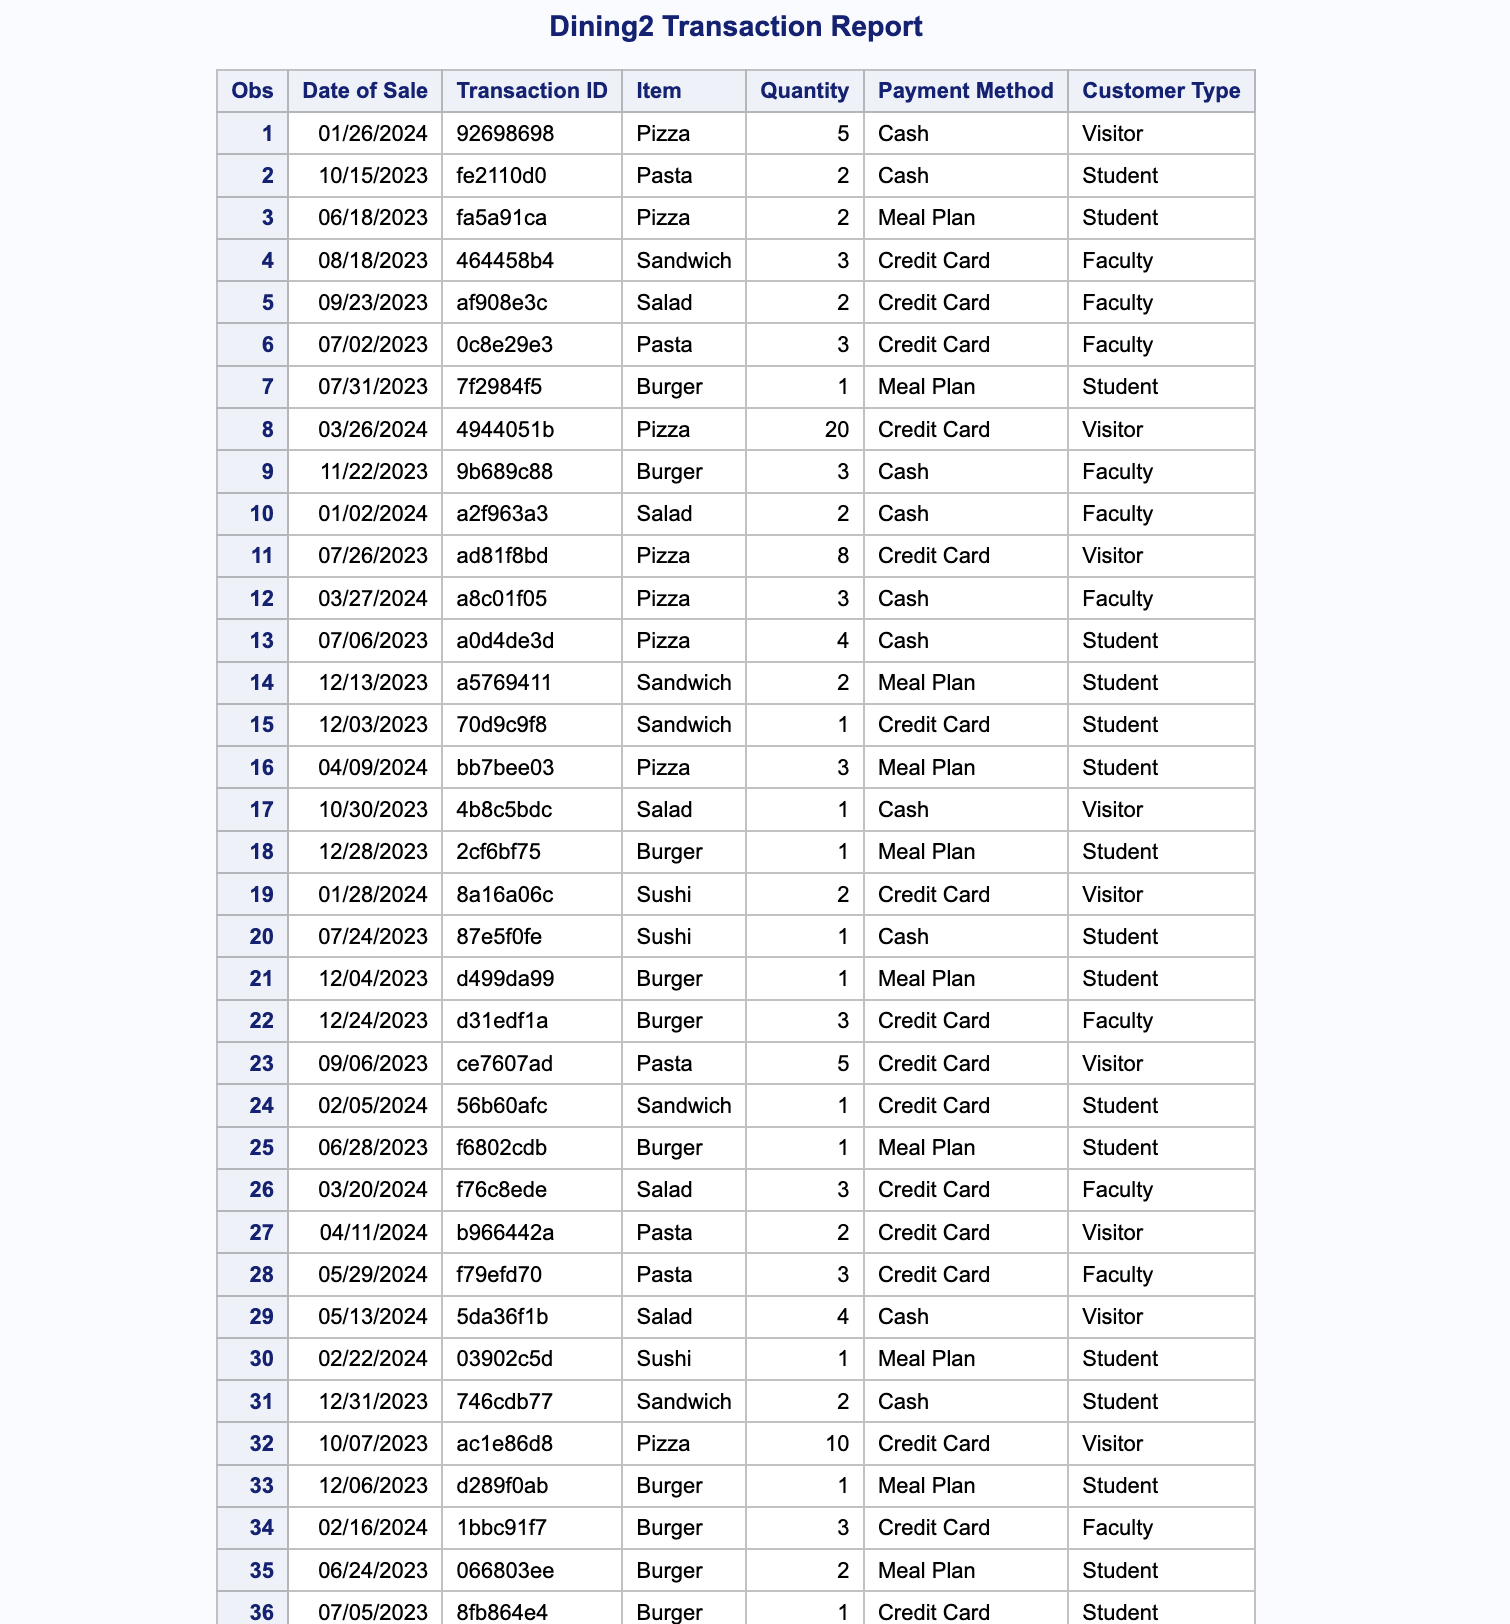 Dining2 Transaction Report
Obs Date of Sale Transaction ID Item Quantity Payment Method Customer Type
1 01/26/2024 92698698 Pizza 5 Cash Visitor
2 10/15/2023 fe2110d0 Pasta 2 Cash Student
3 06/18/2023 fa5a91ca Pizza 2 Meal Plan Student
4 08/18/2023 464458b4 Sandwich 3 Credit Card Faculty
5 09/23/2023 af908e3c Salad 2 Credit Card Faculty
6 07/02/2023 0c8e29e3 Pasta 3 Credit Card Faculty
7 07/31/2023 7f2984f5 Burger 1 Meal Plan Student
8 03/26/2024 4944051b Pizza 20 Credit Card Visitor
9 11/22/2023 9b689c88 Burger 3 Cash Faculty
10 01/02/2024 a2f963a3 Salad 2 Cash Faculty
11 07/26/2023 ad81f8bd Pizza 8 Credit Card Visitor
12 03/27/2024 a8c01f05 Pizza 3 Cash Faculty
13 07/06/2023 a0d4de3d Pizza 4 Cash Student
14 12/13/2023 a5769411 Sandwich 2 Meal Plan Student
15 12/03/2023 70d9c9f8 Sandwich 1 Credit Card Student
16 04/09/2024 bb7bee03 Pizza 3 Meal Plan Student
17 10/30/2023 4b8c5bdc Salad 1 Cash Visitor
18 12/28/2023 2cf6bf75 Burger 1 Meal Plan Student
19 01/28/2024 8a16a06c Sushi 2 Credit Card Visitor
20 07/24/2023 87e5f0fe Sushi 1 Cash Student
21 12/04/2023 d499da99 Burger 1 Meal Plan Student
22 12/24/2023 d31edf1a Burger 3 Credit Card Faculty
23 09/06/2023 ce7607ad Pasta 5 Credit Card Visitor
24 02/05/2024 56b60afc Sandwich 1 Credit Card Student
25 06/28/2023 f6802cdb Burger 1 Meal Plan Student
26 03/20/2024 f76c8ede Salad 3 Credit Card Faculty
27 04/11/2024 b966442a Pasta 2 Credit Card Visitor
28 05/29/2024 f79efd70 Pasta 3 Credit Card Faculty
29 05/13/2024 5da36f1b Salad 4 Cash Visitor
30 02/22/2024 03902c5d Sushi 1 Meal Plan Student
31 12/31/2023 746cdb77 Sandwich 2 Cash Student
32 10/07/2023 ac1e86d8 Pizza 10 Credit Card Visitor
33 12/06/2023 d289f0ab Burger 1 Meal Plan Student
34 02/16/2024 1bbc91f7 Burger 3 Credit Card Faculty
35 06/24/2023 066803ee Burger 2 Meal Plan Student
36 07/05/2023 8fb864e4 Burger 1 Credit Card Student